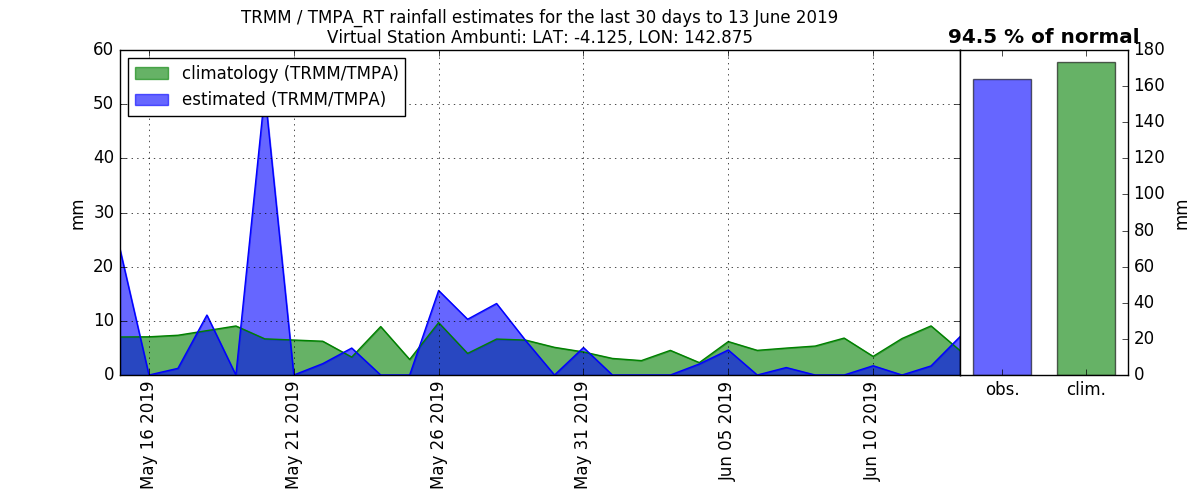 TRMM / TMPA_RT rainfall estimates for the last 30 days to 13 June 2019
Virtual Station Ambunti: LAT: -4.125, LON: 142.875
94.5 % of normal
climatology (TRMM/TMPA)
estimated (TRMM/TMPA)
60
50
40
30
20
10
0
mm
May 16 2019
May 21 2019
May 26 2019
May 31 2019
Jun 05 2019
Jun 10 2019
180
160
140
120
100
80
60
40
20
0
mm
obs.
clim.